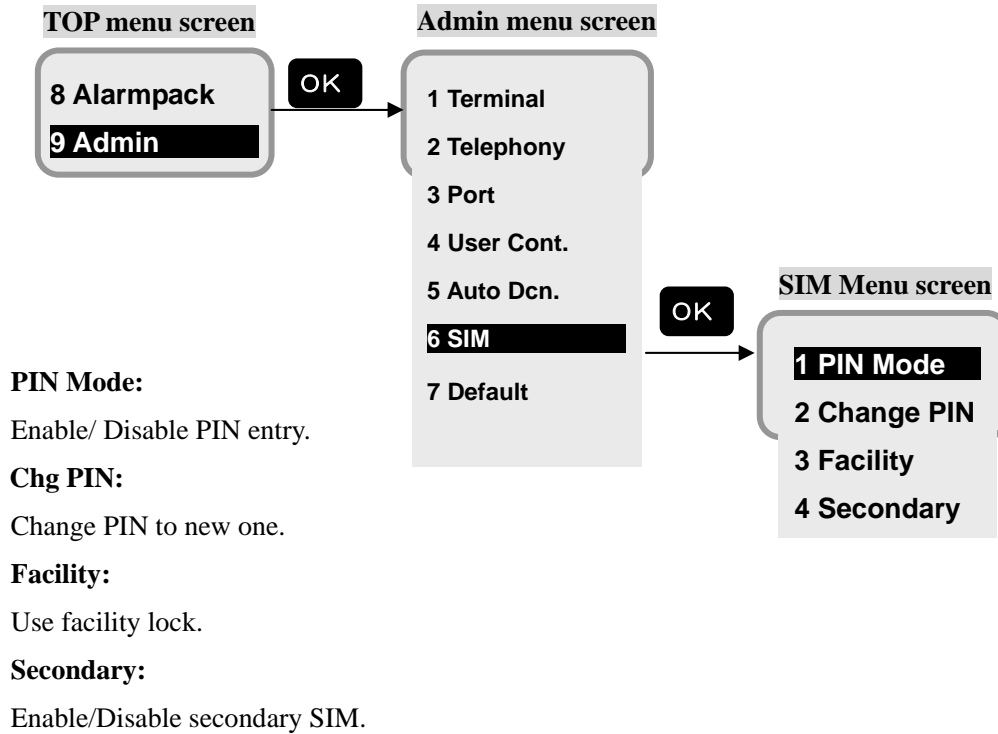 TOP menu screen
Admin menu screen
8 Alarmpack
9 Admin
OK
1 Terminal
2 Telephony
3 Port
4 User Cont.
5 Auto Dcn.
6 SIM
7 Default
OK
SIM Menu screen
1 PIN Mode
2 Change PIN
3 Facility
4 Secondary
PIN Mode:
Enable/ Disable PIN entry.
Chg PIN:
Change PIN to new one.
Facility:
Use facility lock.
Secondary:
Enable/Disable secondary SIM.